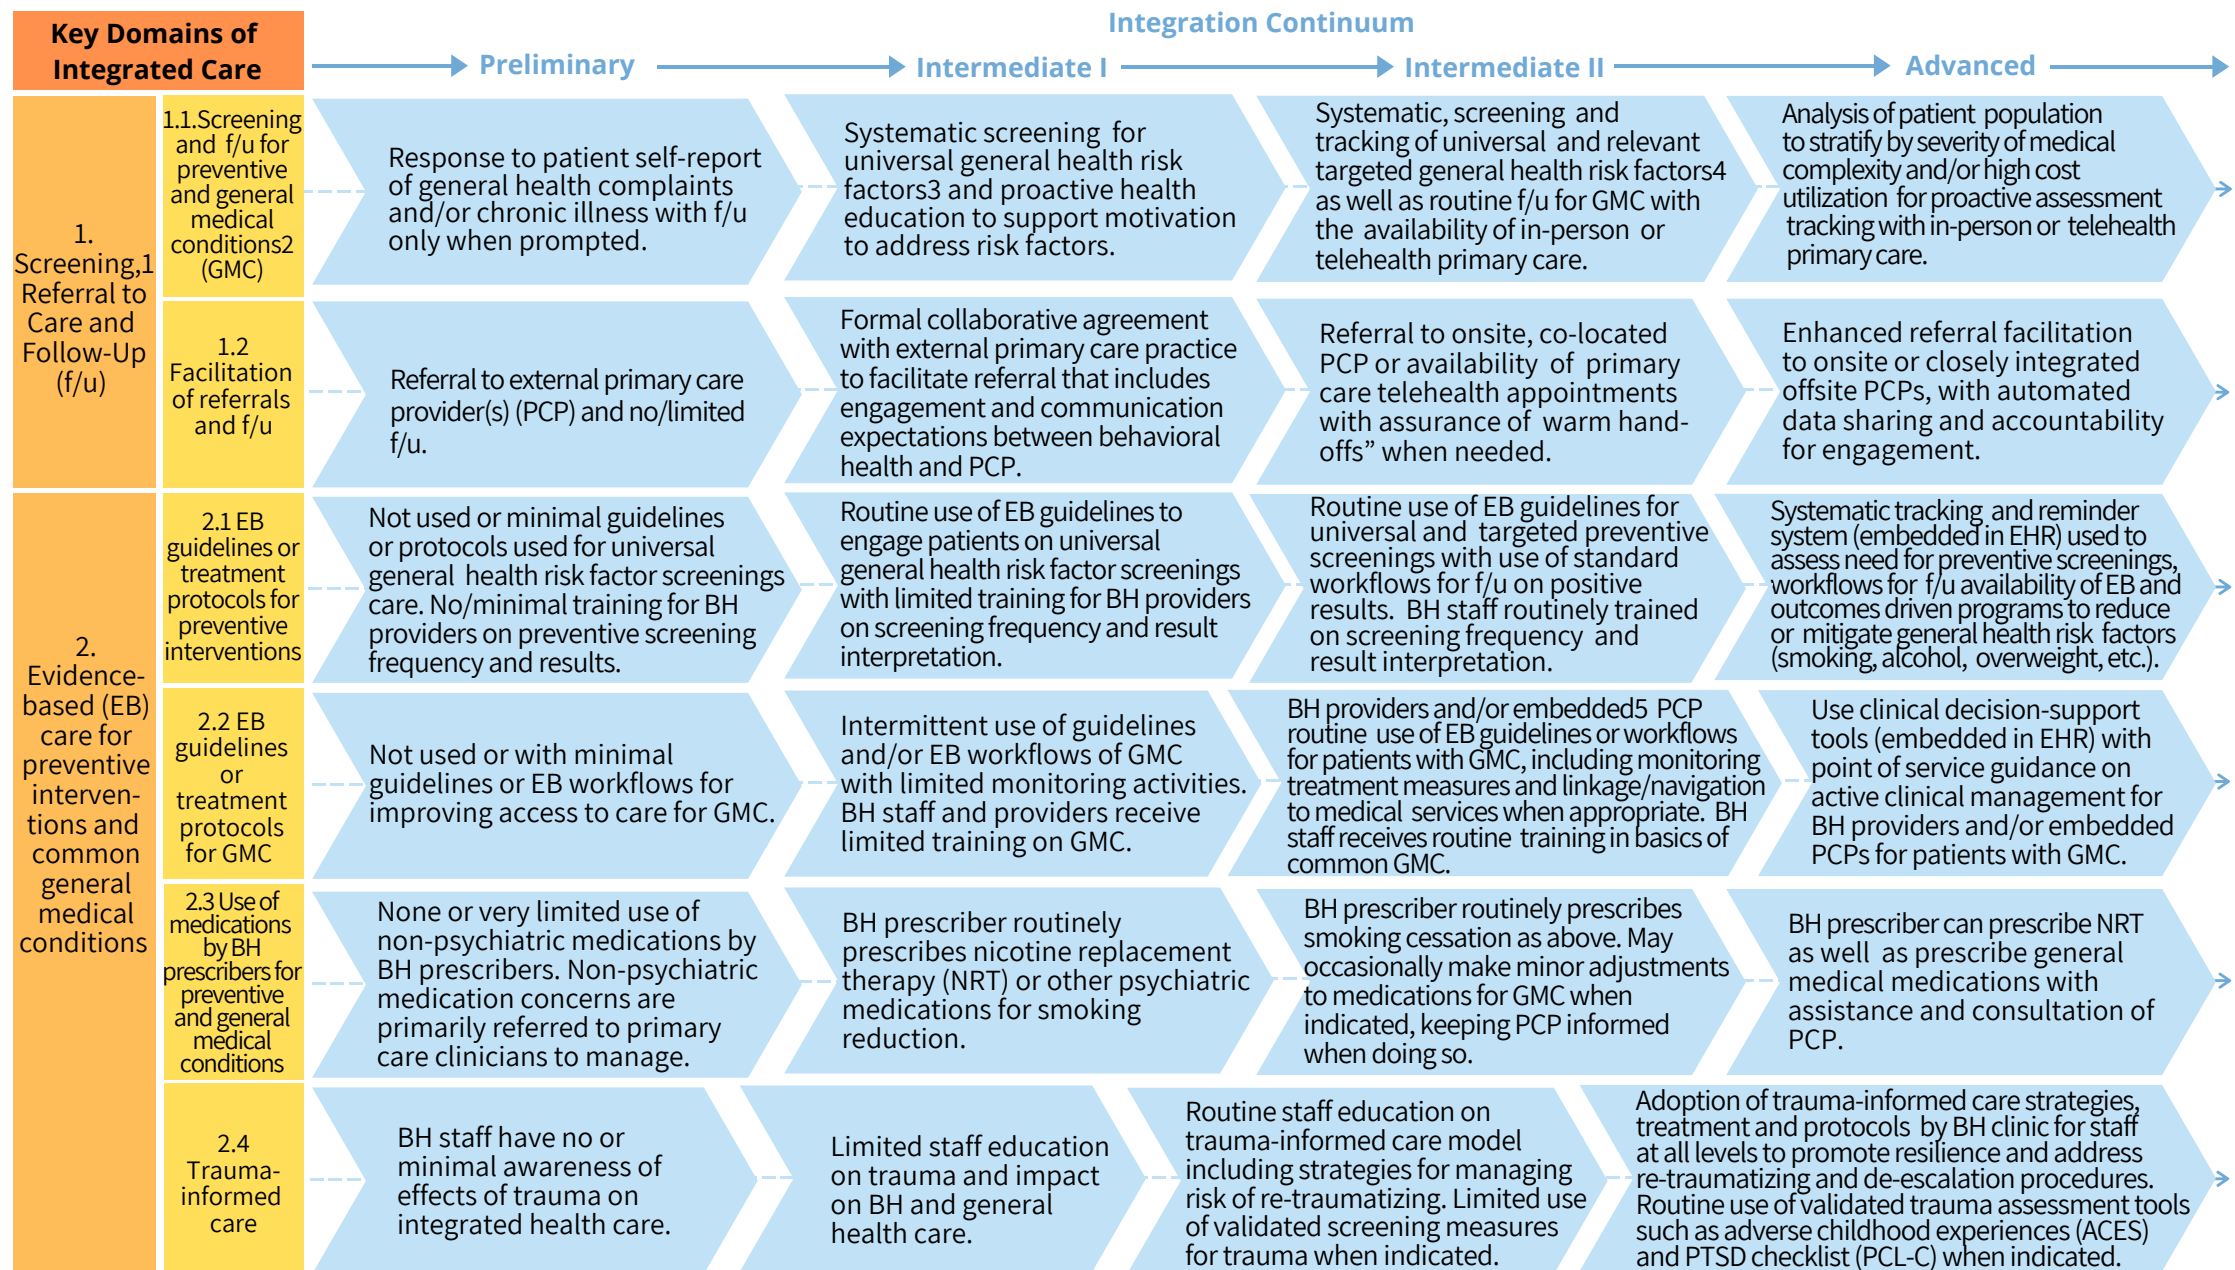 Key Domains of
Integrated Care
Integration Continuum
Preliminary
Intermediate I
Intermediate II
Advanced
1.
Screening,1
Referral to
Care and
Follow-Up
(f/u)
1.1.Screening
and f/u for
preventive
and general
medical
conditions2
(GMC)
Response to patient self-report
of general health complaints
and/or chronic illness with f/u
only when prompted.
Systematic screening for
universal general health risk
factors3 and proactive health
education to support motivation
to address risk factors.
Systematic, screening and
tracking of universal and relevant
targeted general health risk factors4
as well as routine f/u for GMC with
the availability of in-person or
telehealth primary care.
Analysis of patient population
to stratify by severity of medical
complexity and/or high cost
utilization for proactive assessment
tracking with in-person or telehealth
primary care.
1.2
Facilitation
of referrals
and f/u
Referral to external primary care
provider(s) (PCP) and no/limited
f/u.
Formal collaborative agreement
with external primary care practice
to facilitate referral that includes
engagement and communication
expectations between behavioral
health and PCP.
Referral to onsite, co-located
PCP or availability of primary
care telehealth appointments
with assurance of warm hand-
offs” when needed.
Enhanced referral facilitation
to onsite or closely integrated
offsite PCPs, with automated
data sharing and accountability
for engagement.
2.
Evidence-
based (EB)
care for
preventive
interven-
tions and
common
general
medical
conditions
2.1 EB
guidelines or
treatment
protocols for
preventive
interventions
Not used or minimal guidelines
or protocols used for universal
general health risk factor screenings
care. No/minimal training for BH
providers on preventive screening
frequency and results.
Routine use of EB guidelines to
engage patients on universal
general health risk factor screenings
with limited training for BH providers
on screening frequency and result
interpretation.
Routine use of EB guidelines for
universal and targeted preventive
screenings with use of standard
workflows for f/u on positive
results. BH staff routinely trained
on screening frequency and
result interpretation.
Systematic tracking and reminder
system (embedded in EHR) used to
assess need for preventive screenings,
workflows for f/u availability of EB and
outcomes driven programs to reduce
or mitigate general health risk factors
(smoking, alcohol, overweight, etc.).
2.2 EB
guidelines
or
treatment
protocols
for GMC
Not used or with minimal
guidelines or EB workflows for
improving access to care for GMC.
Intermittent use of guidelines
and/or EB workflows of GMC
with limited monitoring activities.
BH staff and providers receive
limited training on GMC.
BH providers and/or embedded5 PCP
routine use of EB guidelines or workflows
for patients with GMC, including monitoring
treatment measures and linkage/navigation
to medical services when appropriate. BH
staff receives routine training in basics of
common GMC.
Use clinical decision-support
tools (embedded in EHR) with
point of service guidance on
active clinical management for
BH providers and/or embedded
PCPs for patients with GMC.
2.3 Use of
medications
by BH
prescribers for
preventive
and general
medical
conditions
None or very limited use of
non-psychiatric medications by
BH prescribers. Non-psychiatric
medication concerns are
primarily referred to primary
care clinicians to manage.
BH prescriber routinely
prescribes nicotine replacement
therapy (NRT) or other psychiatric
medications for smoking
reduction.
BH prescriber routinely prescribes
smoking cessation as above. May
occasionally make minor adjustments
to medications for GMC when
indicated, keeping PCP informed
when doing so.
BH prescriber can prescribe NRT
as well as prescribe general
medical medications with
assistance and consultation of
PCP.
2.4
Trauma-
informed
care
BH staff have no or
minimal awareness of
effects of trauma on
integrated health care.
Limited staff education
on trauma and impact
on BH and general
health care.
Routine staff education on
trauma-informed care model
including strategies for managing
risk of re-traumatizing. Limited use
of validated screening measures
for trauma when indicated.
Adoption of trauma-informed care strategies,
treatment and protocols by BH clinic for staff
at all levels to promote resilience and address
re-traumatizing and de-escalation procedures.
Routine use of validated trauma assessment tools
such as adverse childhood experiences (ACES)
and PTSD checklist (PCL-C) when indicated.